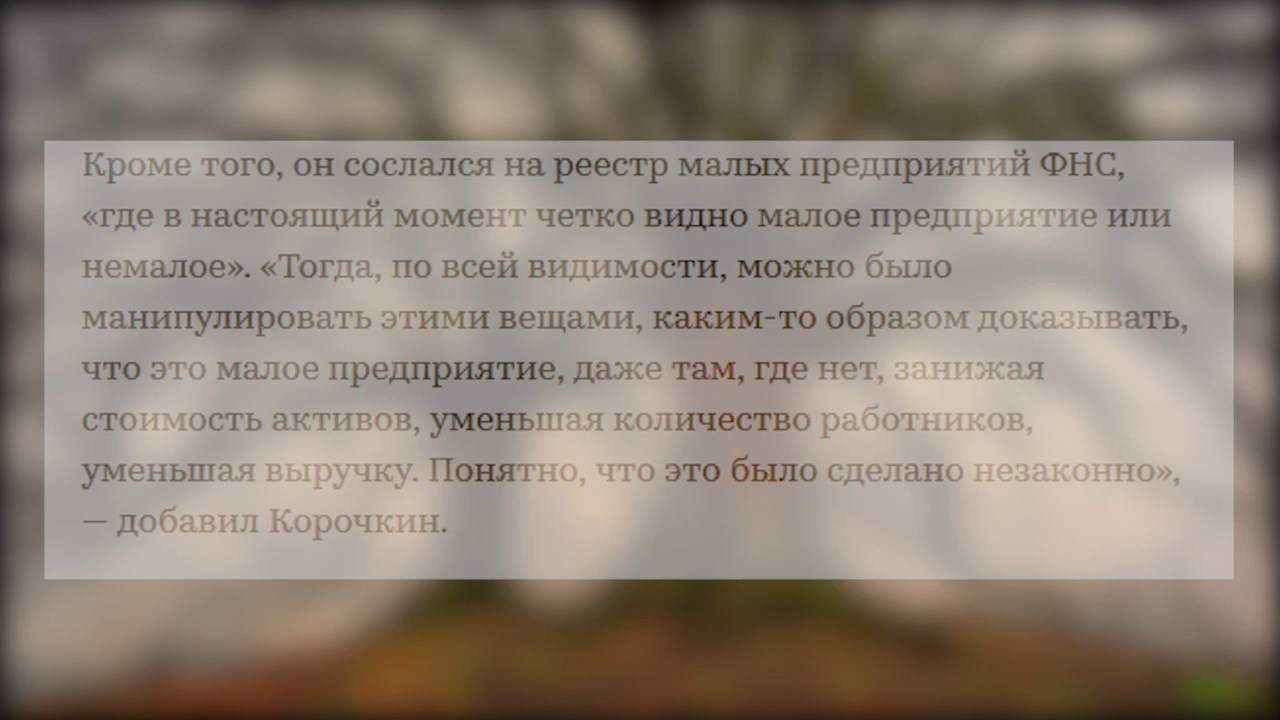 Кроме того, он сослался на реестр малых предприятий ФНС,
«где в настоящий момент четко видно малое предприятие или
немалое». «Тогда, по всей видимости, можно было
манипулировать этими вещами, каким-то образом доказывать,
что это малое предприятие, даже там, где нет, занижая
стоимость активов, уменьшая количество работников,
уменьшая выручку. Понятно, что это было сделано незаконно»,
— добавил Корочкин.